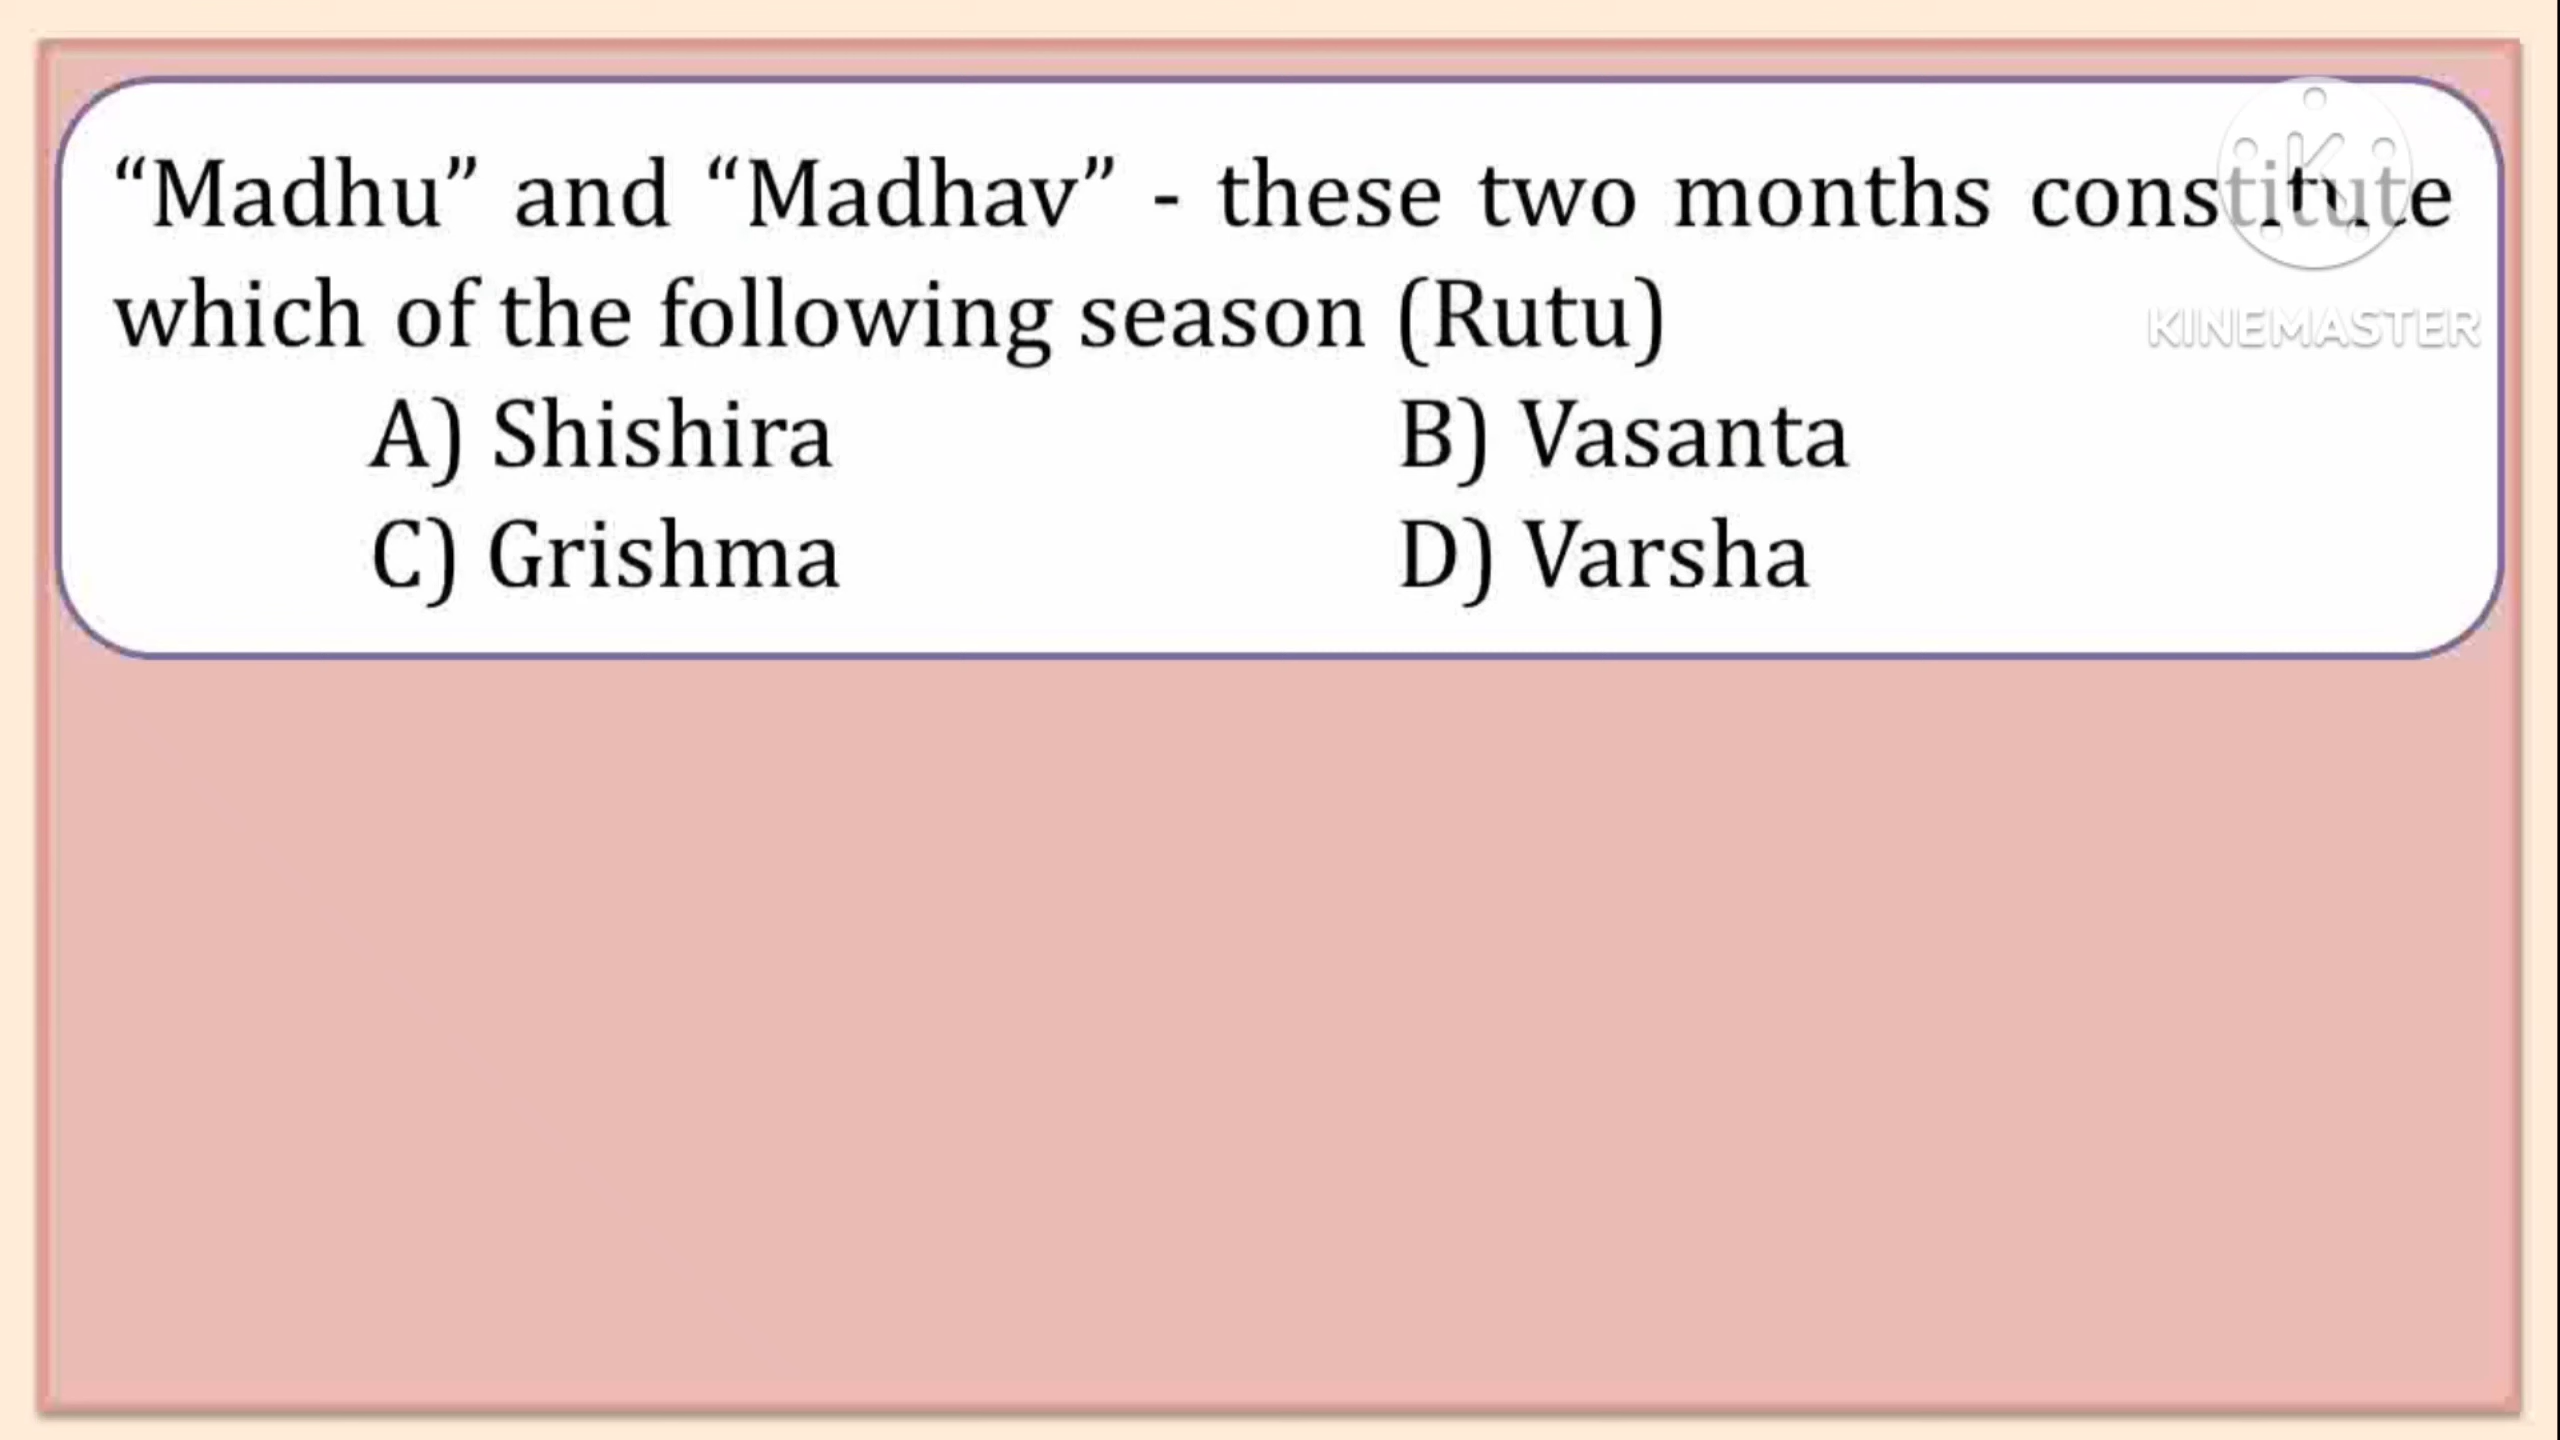 “Madhu” and “Madhav” - these two months constitute
which of the following season (Rutu)
KINEMASTER
A) Shishira B) Vasanta
C) Grishma D) Varsha